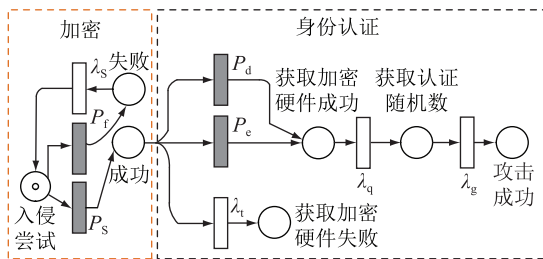 加密
身份认证
λS
失败
Pf
成功
入侵
尝试
PS
Pd
Pe
λt
获取加密
硬件成功
获取认证
随机数
λq
λg
攻击
成功
获取加密
硬件失败